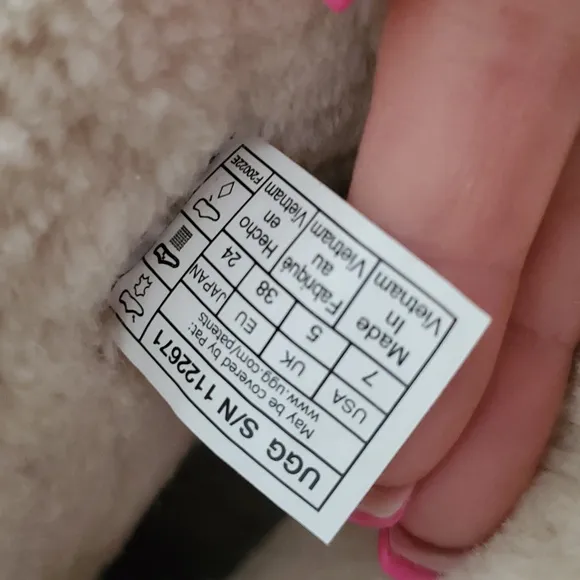 UGG S/N 1122671
May be covered by Pat:
www.ugg.com/patents
USA UK EU JAPAN
7 5 38 24
Made In Vietnam
Fabriqué au Vietnam
Hecho en Vietnam
F20022E